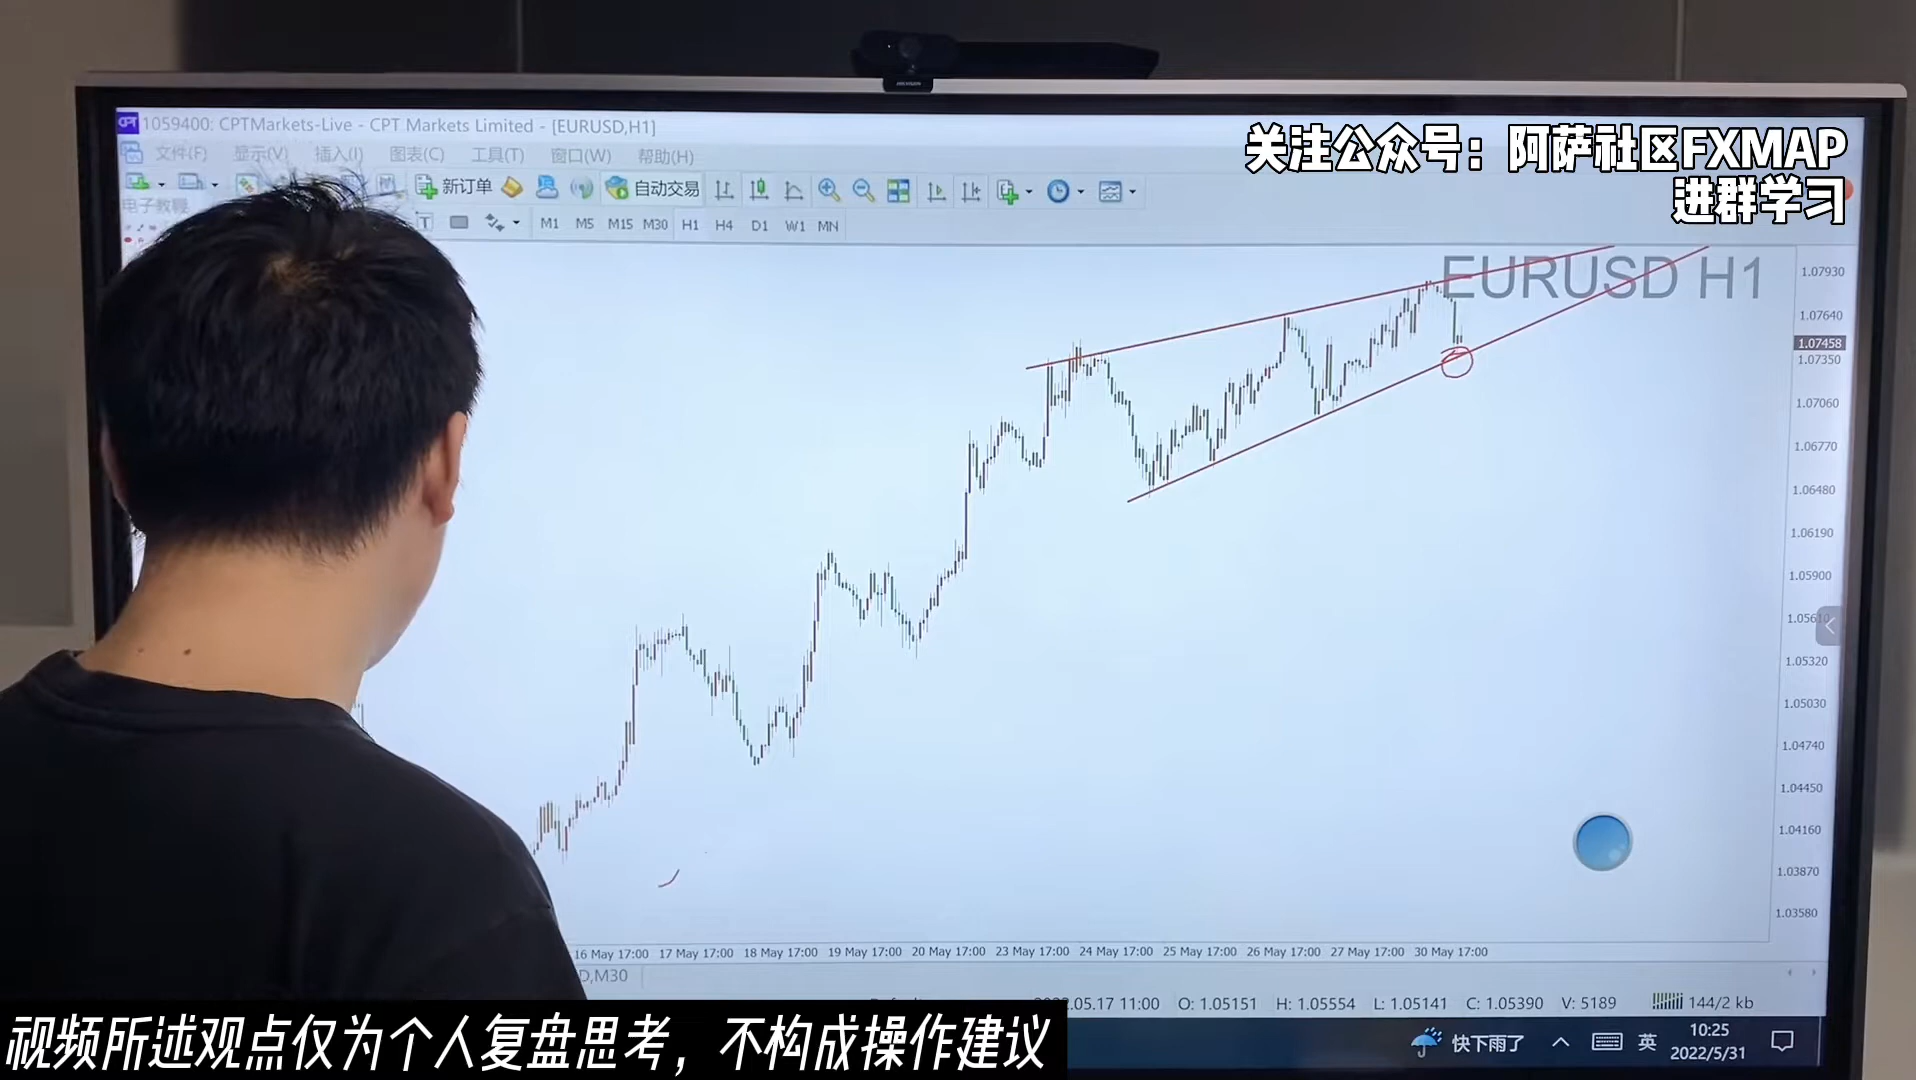 1059400: CPTMarkets-Live - CPT Markets Limited - [EURUSD,H1]
文件(F) 显示(V) 插入(I) 图表(C) 工具(T) 窗口(W) 帮助(H)
新订单 自动交易
M1 M5 M15 M30 H1 H4 D1 W1 MN
关注公众号：阿萨社区FXMAP
进群学习
EURUSD H1
1.07930
1.07640
1.07458
1.07350
1.07060
1.06770
1.06480
1.06190
1.05900
1.05610
1.05320
1.05030
1.04740
1.04450
1.04160
1.03870
1.03580
16 May 17:00 17 May 17:00 18 May 17:00 19 May 17:00 20 May 17:00 23 May 17:00 24 May 17:00 25 May 17:00 26 May 17:00 27 May 17:00 30 May 17:00
D,M30
.05.17 11:00 O: 1.05151 H: 1.05554 L: 1.05141 C: 1.05390 V: 5189 144/2 kb
快下雨了 英 10:25
2022/5/31
视频所述观点仅为个人复盘思考，不构成操作建议